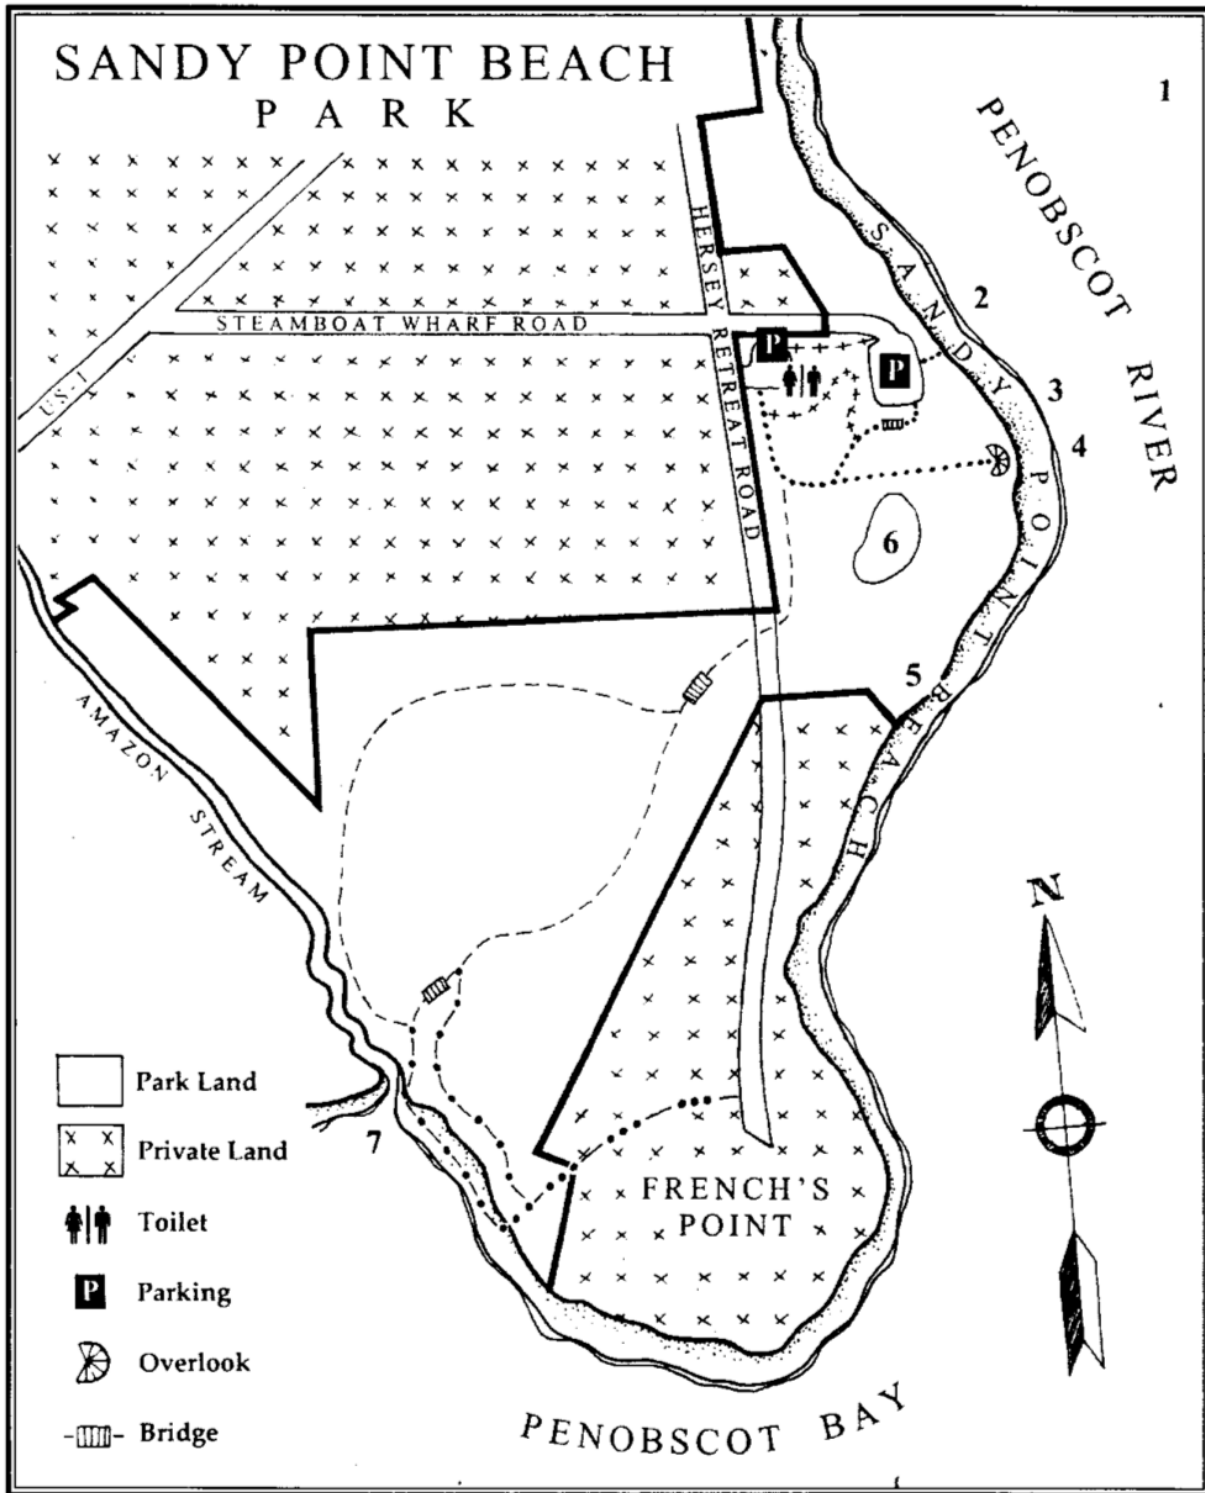 SANDY POINT BEACH
PARK
1
PENOBSCOT RIVER
HERSEY RETREAT ROAD
SANDY POINT BEACH
2
STEAMBOAT WHARF ROAD
P
P
US-1
3
4
6
5
AMAZON STREAM
N
7
FRENCH'S
POINT
Park Land
Private Land
Toilet
P Parking
Overlook
Bridge
PENOBSCOT BAY